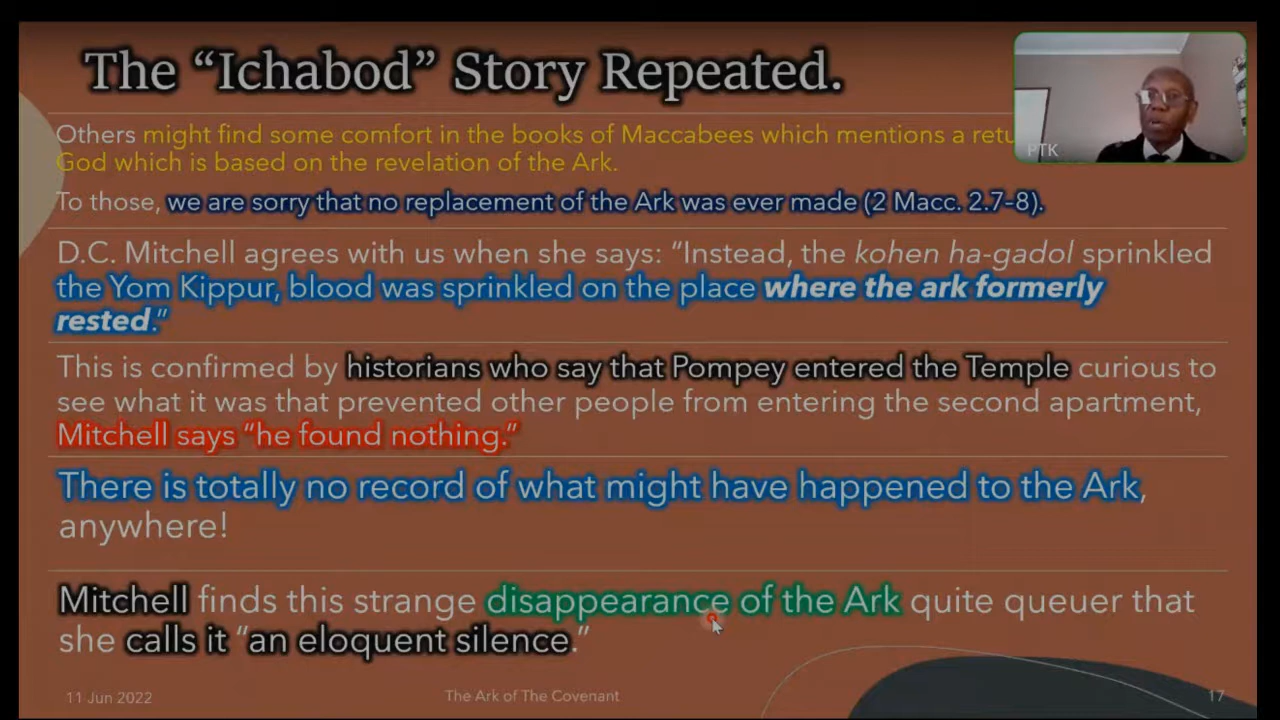 The “Ichabod” Story Repeated.
Others might find some comfort in the books of Maccabees which mentions a
God which is based on the revelation of the Ark.
To those, we are sorry that no replacement of the Ark was ever made (2 Macc. 2.7–8).
D.C. Mitchell agrees with us when she says: “Instead, the kohen ha-gadol sprinkled
the Yom Kippur, blood was sprinkled on the place where the ark formerly
rested.”
This is confirmed by historians who say that Pompey entered the Temple curious to
see what it was that prevented other people from entering the second apartment,
Mitchell says “he found nothing.”
There is totally no record of what might have happened to the Ark,
anywhere!
Mitchell finds this strange disappearance of the Ark quite queuer that
she calls it “an eloquent silence.”
11 Jun 2022
The Ark of The Covenant
17
PTK